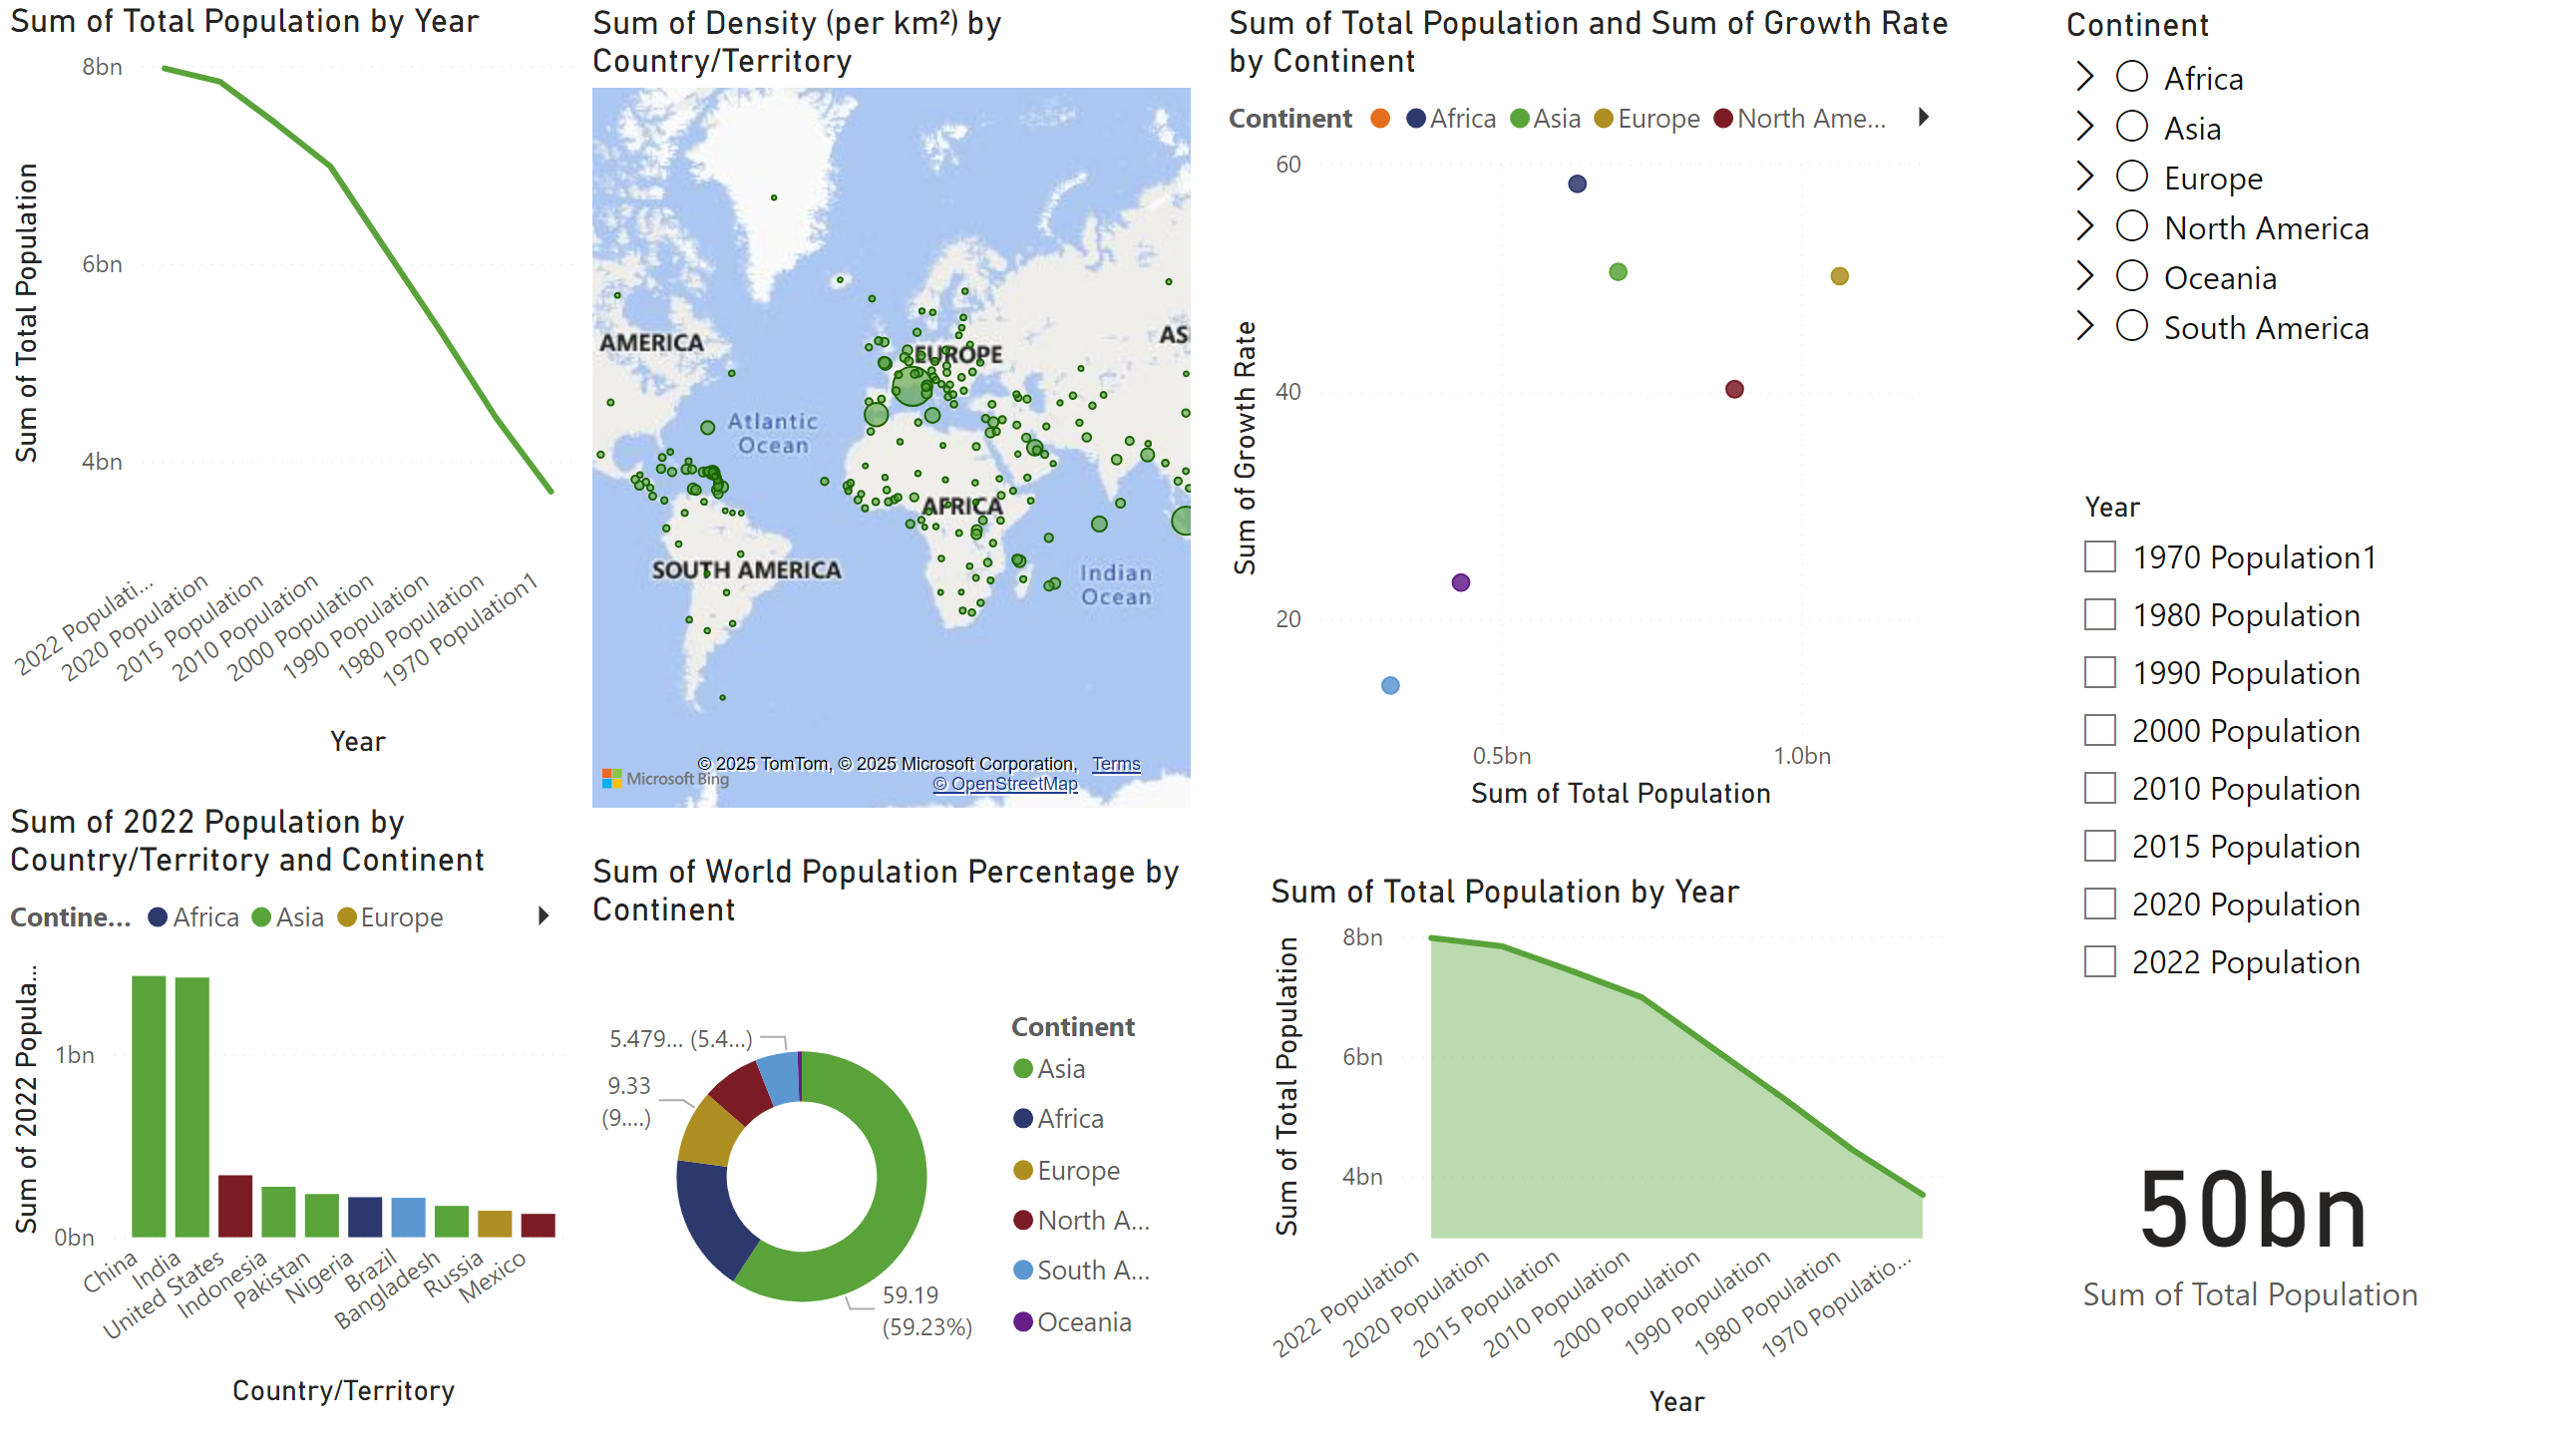 Sum of Total Population by Year
Sum of Total Population
8bn
6bn
4bn
2022 Populati...
2020 Population
2015 Population
2010 Population
2000 Population
1990 Population
1980 Population
1970 Population1
Year
Sum of Density (per km²) by
Country/Territory
AMERICA
EUROPE
AS
Atlantic
Ocean
AFRICA
SOUTH AMERICA
Indian
Ocean
© 2025 TomTom, © 2025 Microsoft Corporation, Terms
Microsoft Bing
© OpenStreetMap
Sum of Total Population and Sum of Growth Rate
by Continent
Continent Africa Asia Europe North Ame...
Sum of Growth Rate
60
40
20
0.5bn 1.0bn
Sum of Total Population
Continent
Africa
Asia
Europe
North America
Oceania
South America
Year
1970 Population1
1980 Population
1990 Population
2000 Population
2010 Population
2015 Population
2020 Population
2022 Population
Sum of 2022 Population by
Country/Territory and Continent
Contine... Africa Asia Europe
Sum of 2022 Popula...
1bn
0bn
China
India
United States
Indonesia
Pakistan
Nigeria
Brazil
Bangladesh
Russia
Mexico
Country/Territory
Sum of World Population Percentage by
Continent
5.479... (5.4...)
9.33
(9....)
59.19
(59.23%)
Continent
Asia
Africa
Europe
North A...
South A...
Oceania
Sum of Total Population by Year
Sum of Total Population
8bn
6bn
4bn
2022 Population
2020 Population
2015 Population
2010 Population
2000 Population
1990 Population
1980 Population
1970 Populatio...
Year
50bn
Sum of Total Population